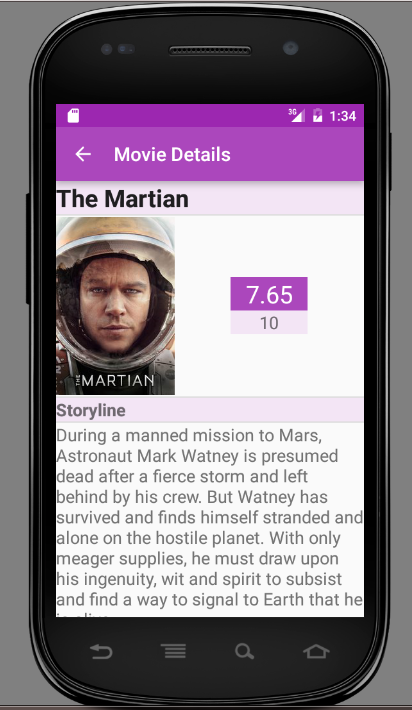 3G 1:34
Movie Details
The Martian
7.65
10
THE MARTIAN
Storyline
During a manned mission to Mars,
Astronaut Mark Watney is presumed
dead after a fierce storm and left
behind by his crew. But Watney has
survived and finds himself stranded and
alone on the hostile planet. With only
meager supplies, he must draw upon
his ingenuity, wit and spirit to subsist
and find a way to signal to Earth that he